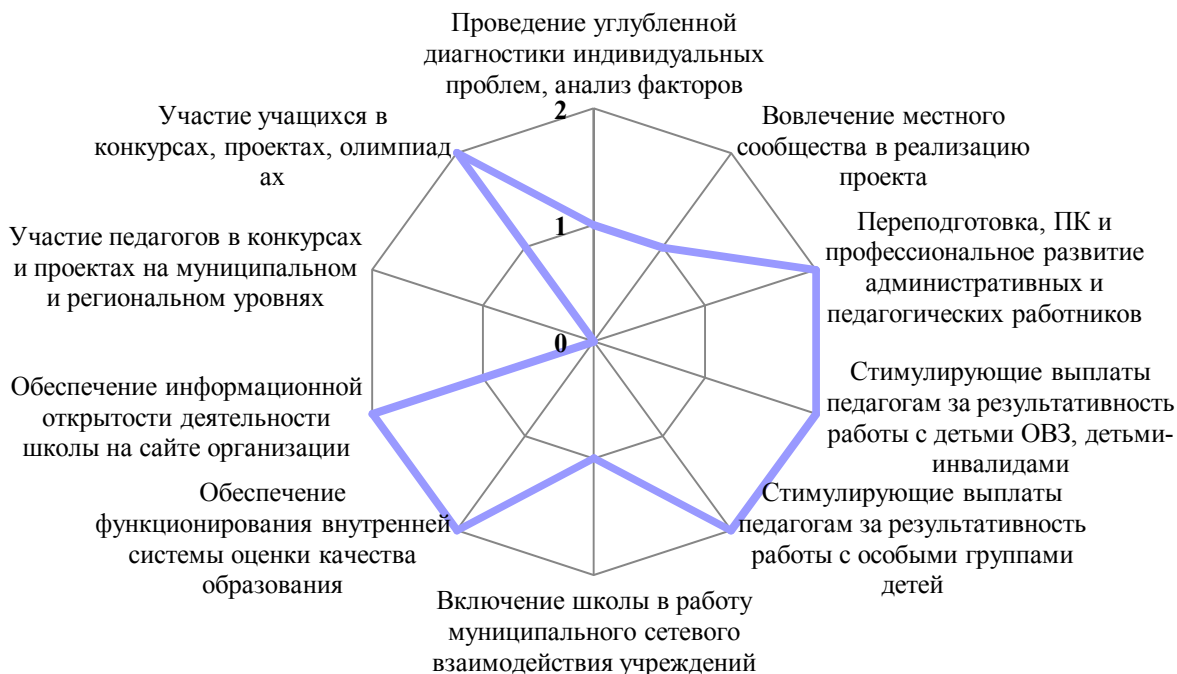 Проведение углубленной
диагностики индивидуальных
проблем, анализ факторов
Вовлечение местного
сообщества в реализацию
проекта
Переподготовка, ПК и
профессиональное развитие
административных и
педагогических работников
Стимулирующие выплаты
педагогам за результативность
работы с детьми ОВЗ, детьми-
инвалидами
Стимулирующие выплаты
педагогам за результативность
работы с особыми группами
детей
Включение школы в работу
муниципального сетевого
взаимодействия учреждений
Обеспечение
функционирования внутренней
системы оценки качества
образования
Обеспечение информационной
открытости деятельности
школы на сайте организации
Участие педагогов в конкурсах
и проектах на муниципальном
и региональном уровнях
Участие учащихся в
конкурсах, проектах, олимпиад
ах
2
1
0